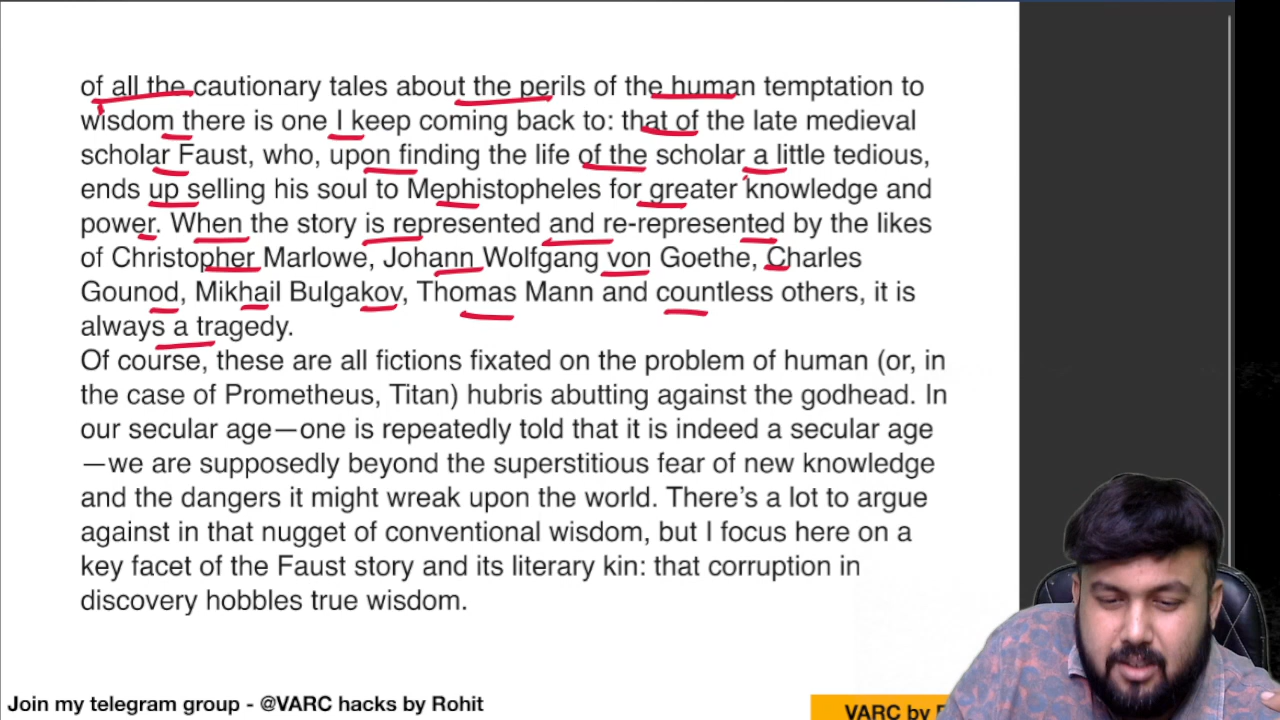 of all the cautionary tales about the perils of the human temptation to
wisdom there is one I keep coming back to: that of the late medieval
scholar Faust, who, upon finding the life of the scholar a little tedious,
ends up selling his soul to Mephistopheles for greater knowledge and
power. When the story is represented and re-represented by the likes
of Christopher Marlowe, Johann Wolfgang von Goethe, Charles
Gounod, Mikhail Bulgakov, Thomas Mann and countless others, it is
always a tragedy.
Of course, these are all fictions fixated on the problem of human (or, in
the case of Prometheus, Titan) hubris abutting against the godhead. In
our secular age—one is repeatedly told that it is indeed a secular age
—we are supposedly beyond the superstitious fear of new knowledge
and the dangers it might wreak upon the world. There's a lot to argue
against in that nugget of conventional wisdom, but I focus here on a
key facet of the Faust story and its literary kin: that corruption in
discovery hobbles true wisdom.
Join my telegram group - @VARC hacks by Rohit
VARC by